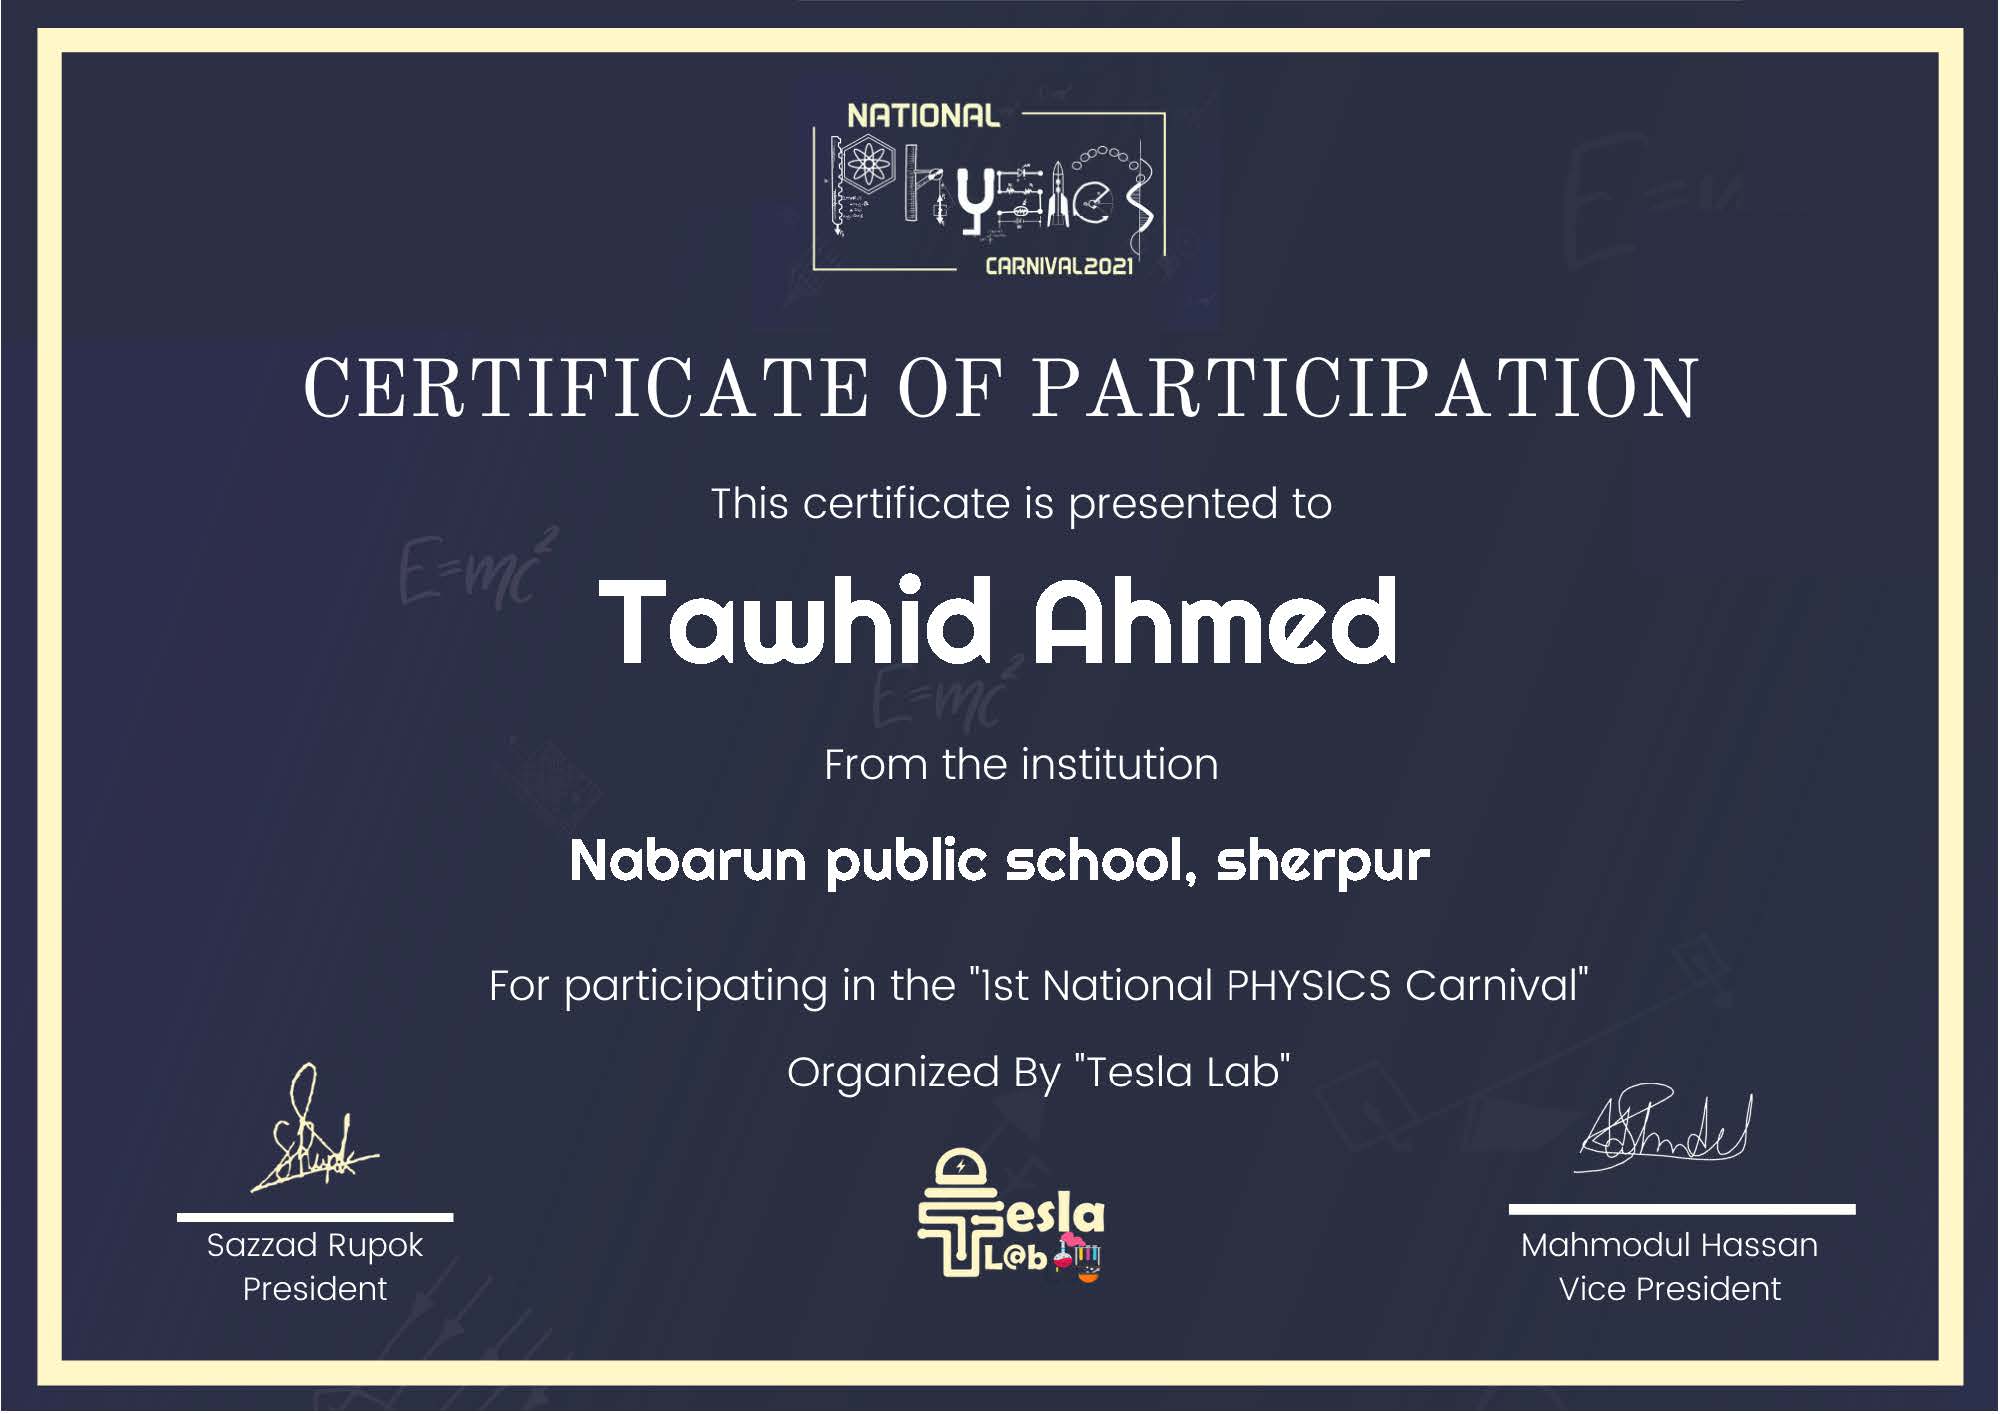 NATIONAL
Physics
CARNIVAL2021
CERTIFICATE OF PARTICIPATION
This certificate is presented to
E=mc²
Tawhid Ahmed
E=mc²
From the institution
Nabarun public school, sherpur
For participating in the "1st National PHYSICS Carnival"
Organized By "Tesla Lab"
Tesla
L@b
Sazzad Rupok
President
Mahmodul Hassan
Vice President